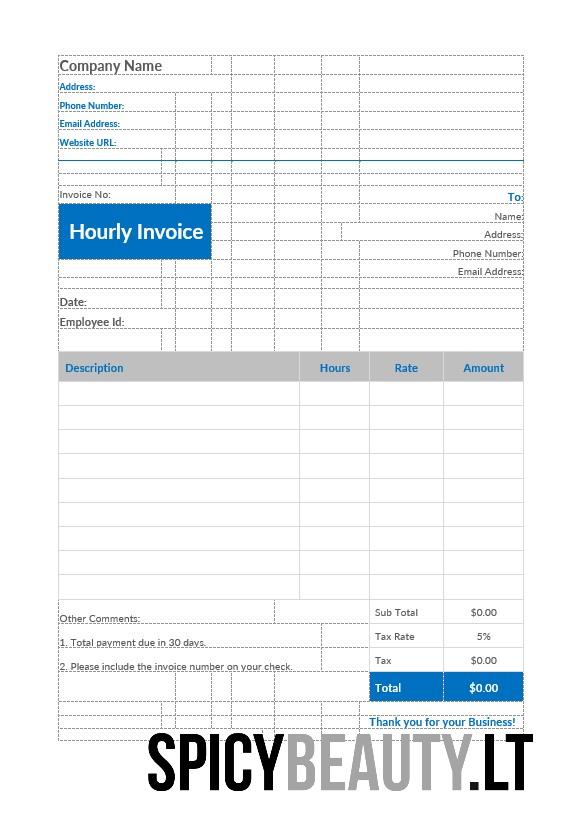 Company Name
Address:
Phone Number:
Email Address:
Website URL:
Invoice No:
To:
Hourly Invoice
Name:
Address:
Phone Number:
Email Address:
Date:
Employee Id:
Description Hours Rate Amount
Other Comments:
Sub Total $0.00
1. Total payment due in 30 days.
Tax Rate 5%
2. Please include the invoice number on your check.
Tax $0.00
Total $0.00
Thank you for your Business!
SPICYBEAUTY.LT